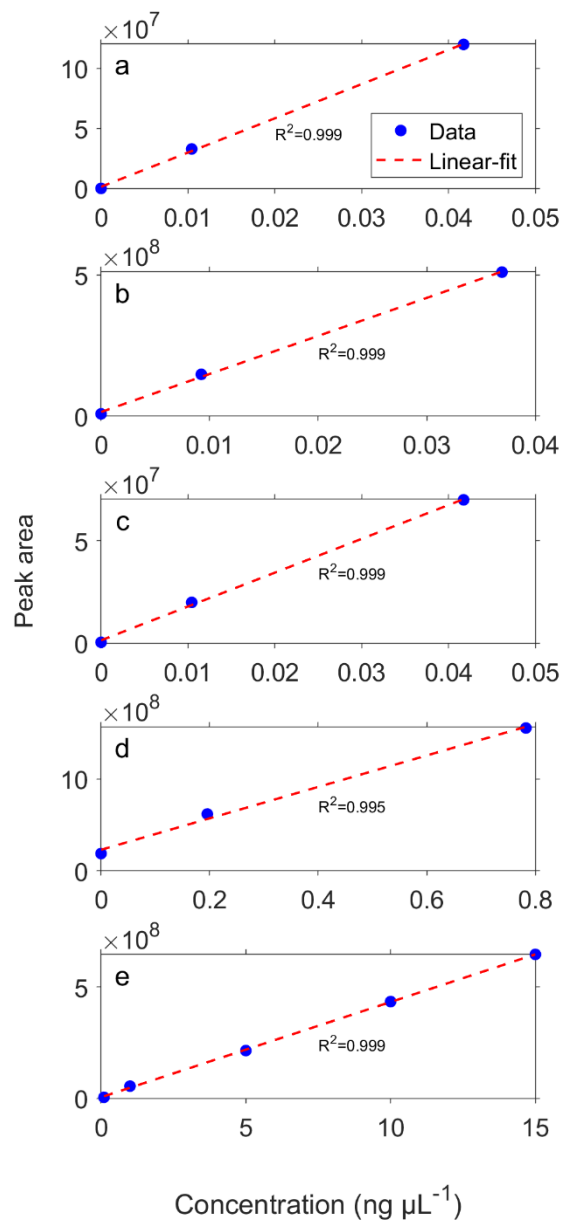 ×10⁷
a
10
5
0
R²=0.999
Data
Linear-fit
0 0.01 0.02 0.03 0.04 0.05
×10⁸
b
5
0
R²=0.999
0 0.01 0.02 0.03 0.04
×10⁷
c
5
0
R²=0.999
0 0.01 0.02 0.03 0.04 0.05
Peak area
×10⁸
d
10
0
R²=0.995
0 0.2 0.4 0.6 0.8
×10⁸
e
5
0
R²=0.999
0 5 10 15
Concentration (ng µL⁻¹)